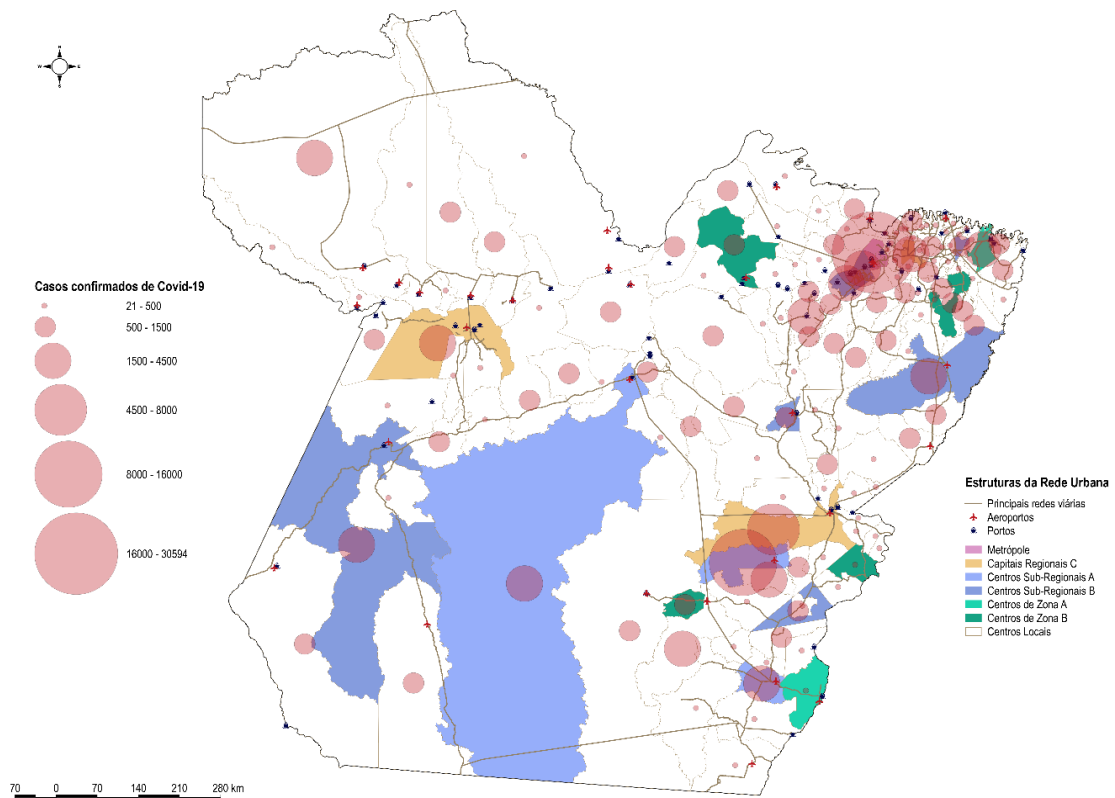 N
W E
S
Casos confirmados de Covid-19
21 - 500
500 - 1500
1500 - 4500
4500 - 8000
8000 - 16000
16000 - 30594
Estruturas da Rede Urbana
Principais redes viárias
Aeroportos
Portos
Metrópole
Capitais Regionais C
Centros Sub-Regionais A
Centros Sub-Regionais B
Centros de Zona A
Centros de Zona B
Centros Locais
70 0 70 140 210 280 km